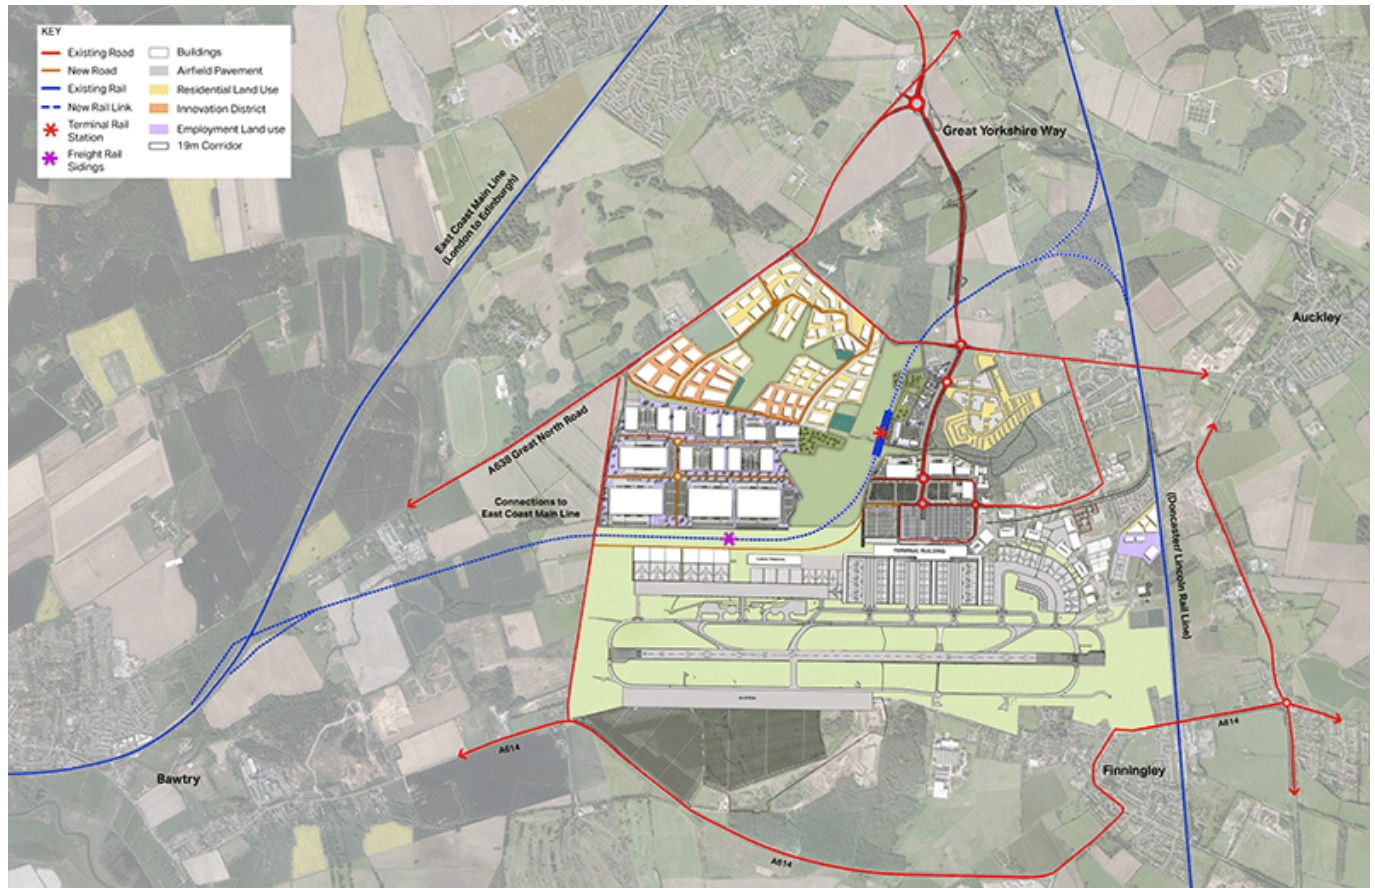 KEY
Existing Road
New Road
Existing Rail
New Rail Link
Terminal Rail
Station
Freight Rail
Sidings
Buildings
Airfield Pavement
Residential Land Use
Innovation District
Employment Land use
19m Corridor
Great Yorkshire Way
East Coast Main Line
(London to Edinburgh)
Auckley
A638 Great North Road
Connections to
East Coast Main Line
(Doncaster/ Lincoln Rail Line)
TERMINAL BUILDING
A614
A614
Bawtry
Finningley
A614